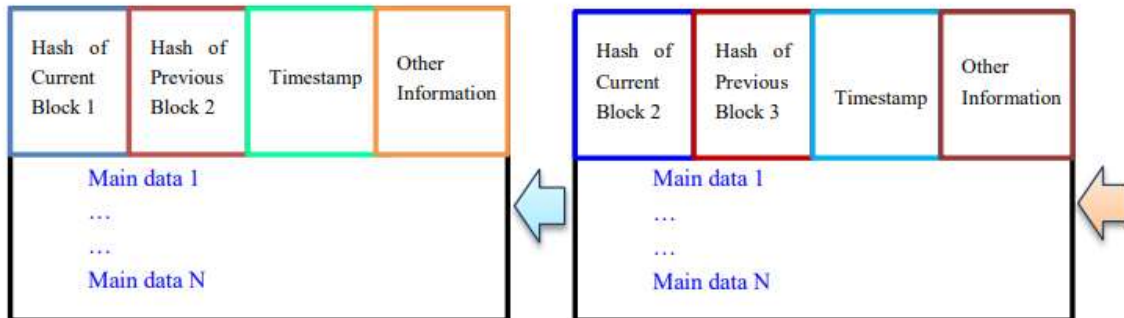 Hash of
Current
Block 1
Hash of
Previous
Block 2
Timestamp
Other
Information
Main data 1
…
…
Main data N
Hash of
Current
Block 2
Hash of
Previous
Block 3
Timestamp
Other
Information
Main data 1
…
…
Main data N